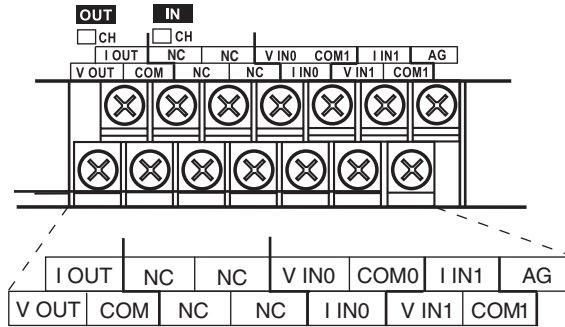 OUT IN
CH CH
I OUT NC NC V IN0 COM1 I IN1 AG
V OUT COM NC NC I IN0 V IN1 COM1
I OUT NC NC V IN0 COM0 I IN1 AG
V OUT COM NC NC I IN0 V IN1 COM1